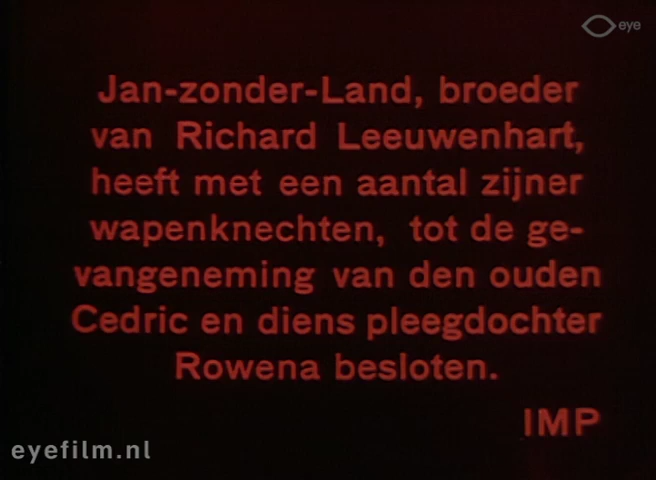 eye
Jan-zonder-Land, broeder
van Richard Leeuwenhart,
heeft met een aantal zijner
wapenknechten, tot de ge-
vangeneming van den ouden
Cedric en diens pleegdochter
Rowena besloten.
IMP
eyefilm.nl